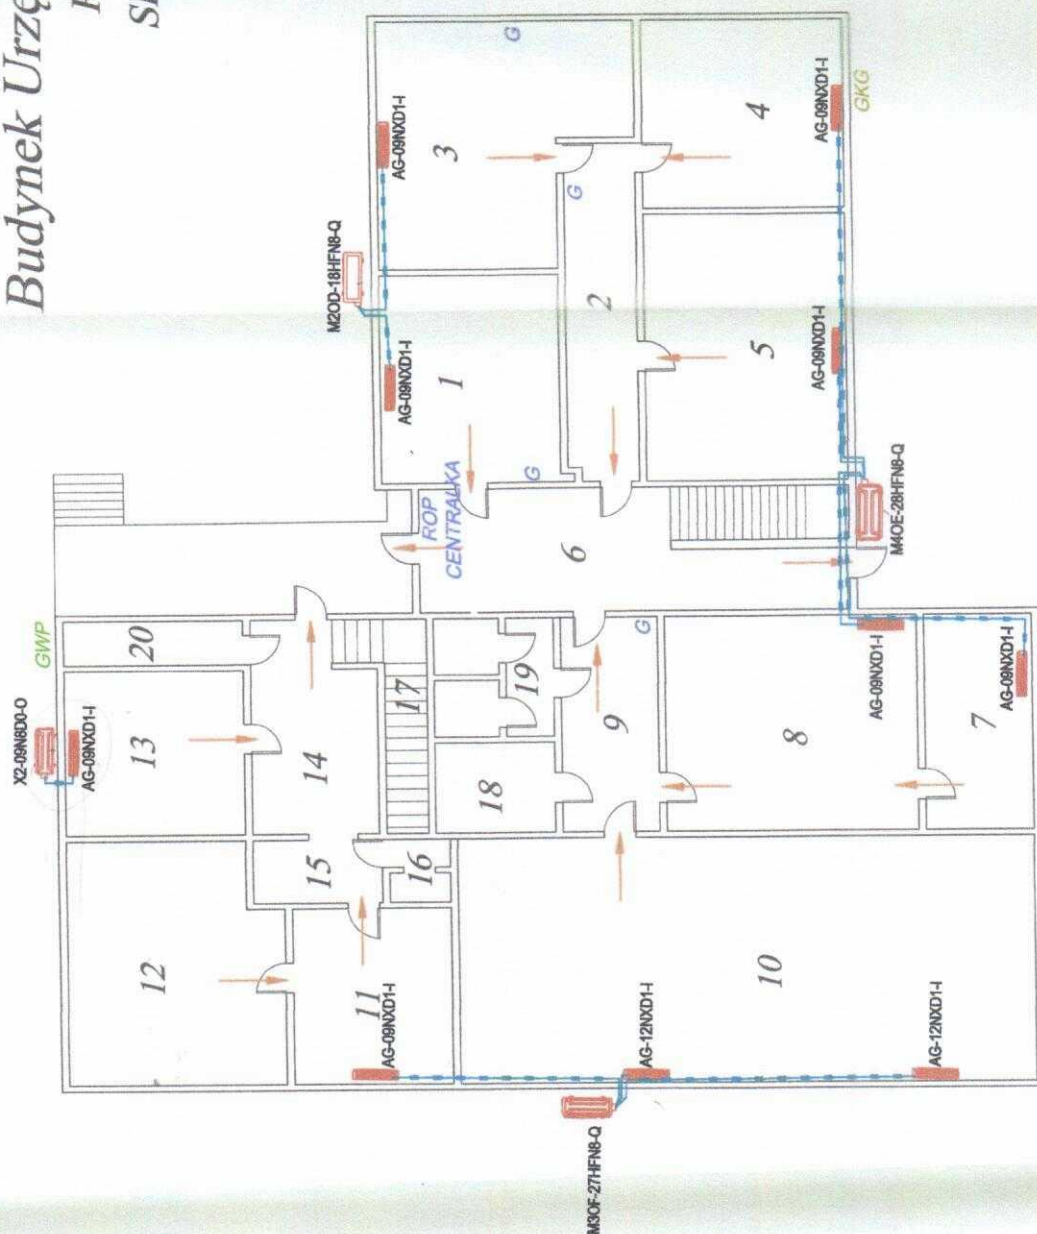 Budynek
G
AG-09NXD1-I
3
4
AG-09NXD1-I
GKG
M2OD-18HFN8-Q
G
2
AG-09NXD1-I
1
5
AG-09NXD1-I
G
ROP
CENTRALKA
6
M4OE-28HFN8-Q
GWP
20
X2-09N8D0-O
AG-09NXD1-I
13
14
17
19
18
9
G
8
AG-09NXD1-I
7
AG-09NXD1-I
12
15
16
11
AG-09NXD1-I
10
AG-12NXD1-I
AG-12NXD1-I
M3OF-27HFN8-Q